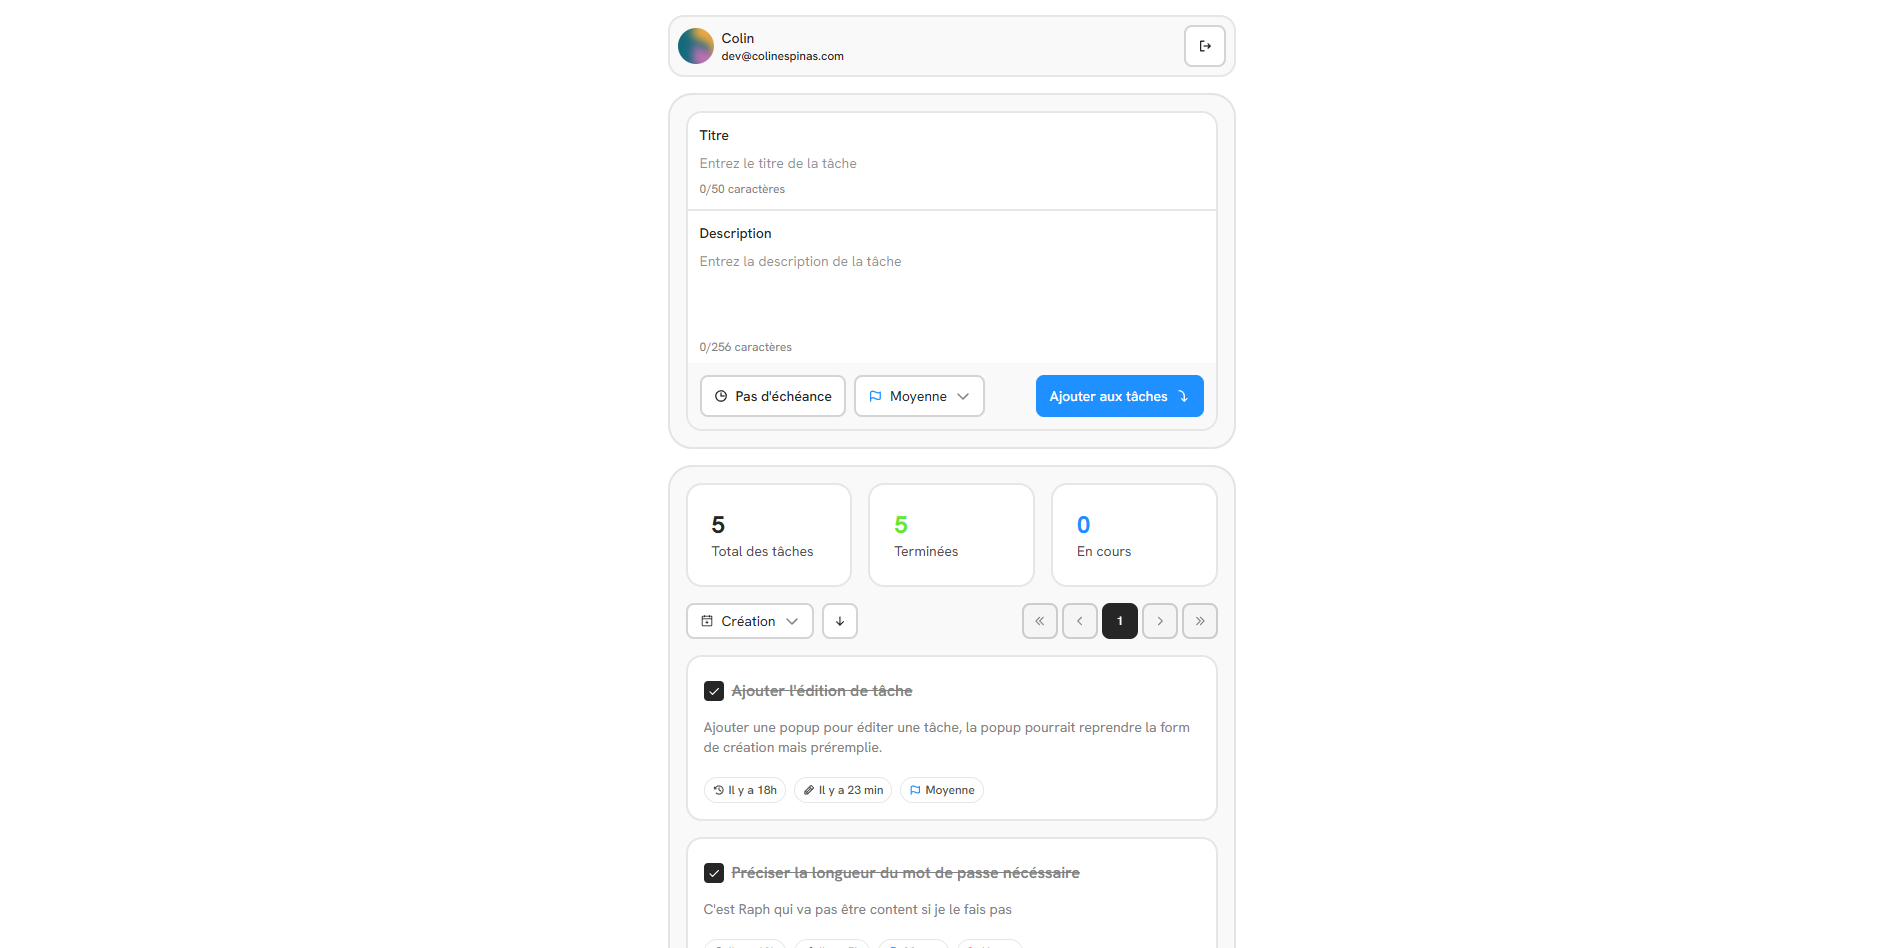 Colin
dev@colinespinas.com
Titre
Entrez le titre de la tâche
0/50 caractères
Description
Entrez la description de la tâche
0/256 caractères
Pas d'échéance
Moyenne
Ajouter aux tâches
5
Total des tâches
5
Terminées
0
En cours
Création
1
Ajouter l'édition de tâche
Ajouter une popup pour éditer une tâche, la popup pourrait reprendre la form
de création mais préremplie.
Il y a 18h
Il y a 23 min
Moyenne
Préciser la longueur du mot de passe nécéssaire
C'est Raph qui va pas être content si je le fais pas